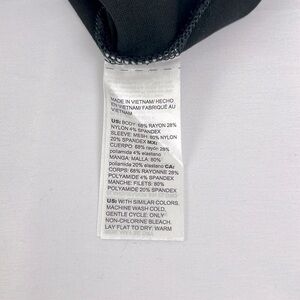 MADE IN VIETNAM/ HECHO
EN VIETNAM/ FABRIQUÉ AU
VIETNAM
US: BODY: 68% RAYON 28%
NYLON 4% SPANDEX
SLEEVE: MESH: 80% NYLON
20% SPANDEX MX:
CUERPO: 68% rayón 28%
poliamida 4% elastano
MANGA: MALLA: 80%
poliamida 20% elastano CA:
CORPS: 68% RAYONNE 28%
POLYAMIDE 4% SPANDEX
MANCHE: FILETS: 80%
POLYAMIDE 20% SPANDEX
US: WITH SIMILAR COLORS.
MACHINE WASH COLD,
GENTLE CYCLE: ONLY
NON-CHLORINE BLEACH.
LAY FLAT TO DRY: WARM